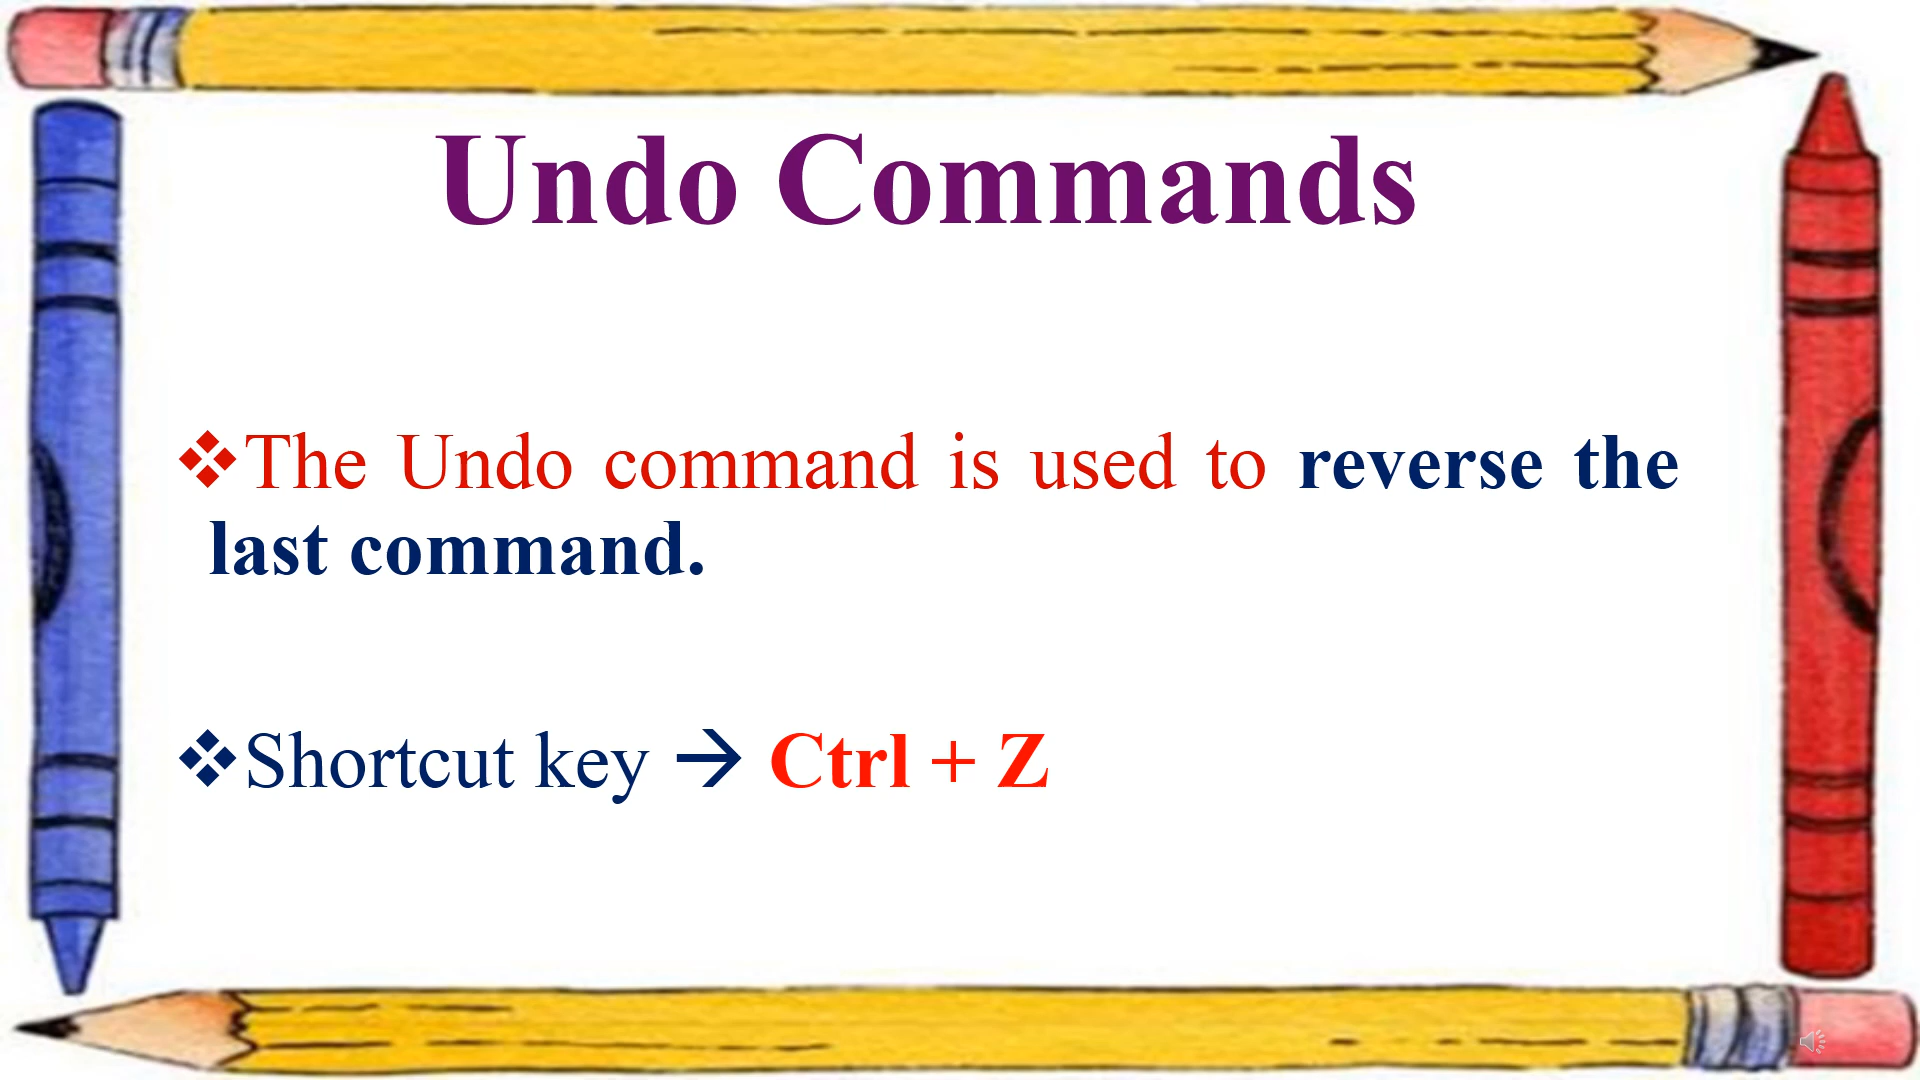 Undo Commands
❖The Undo command is used to reverse the
last command.
❖Shortcut key → Ctrl + Z